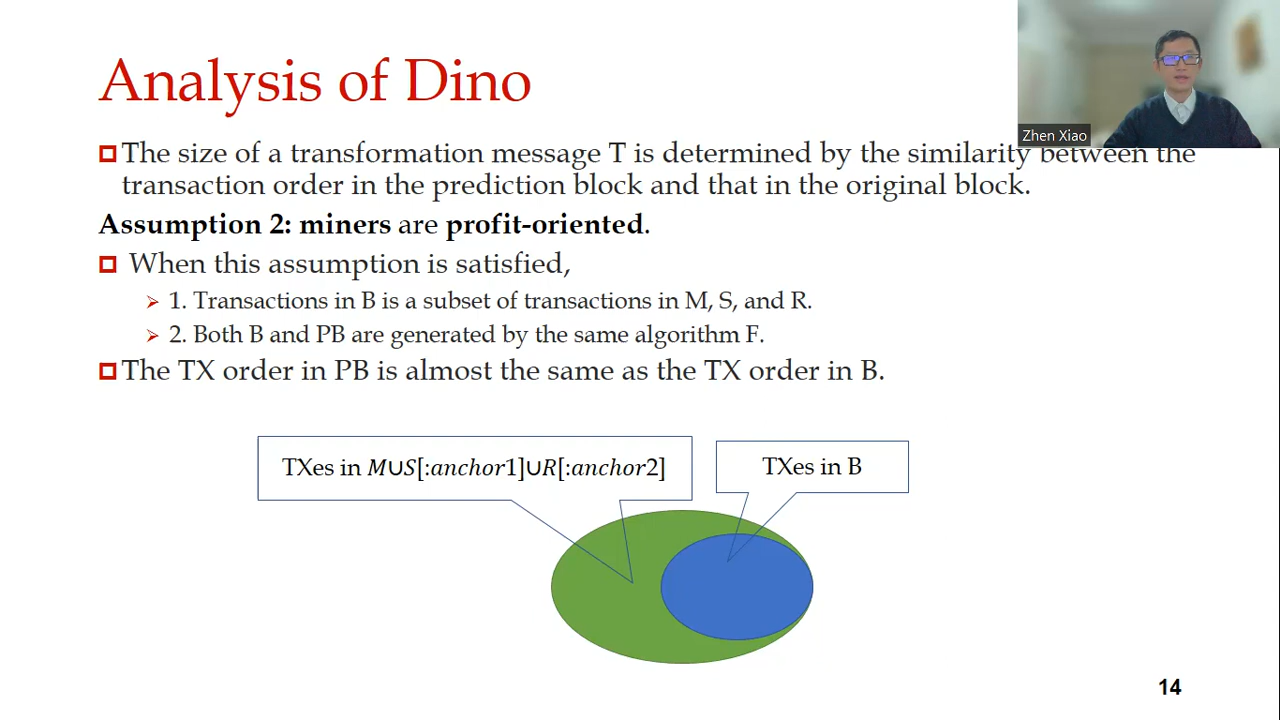 Analysis of Dino
Zhen Xiao
The size of a transformation message T is determined by the similarity between the
transaction order in the prediction block and that in the original block.
Assumption 2: miners are profit-oriented.
When this assumption is satisfied,
1. Transactions in B is a subset of transactions in M, S, and R.
2. Both B and PB are generated by the same algorithm F.
The TX order in PB is almost the same as the TX order in B.
TXes in M∪S[:anchor1]∪R[:anchor2]
TXes in B
14